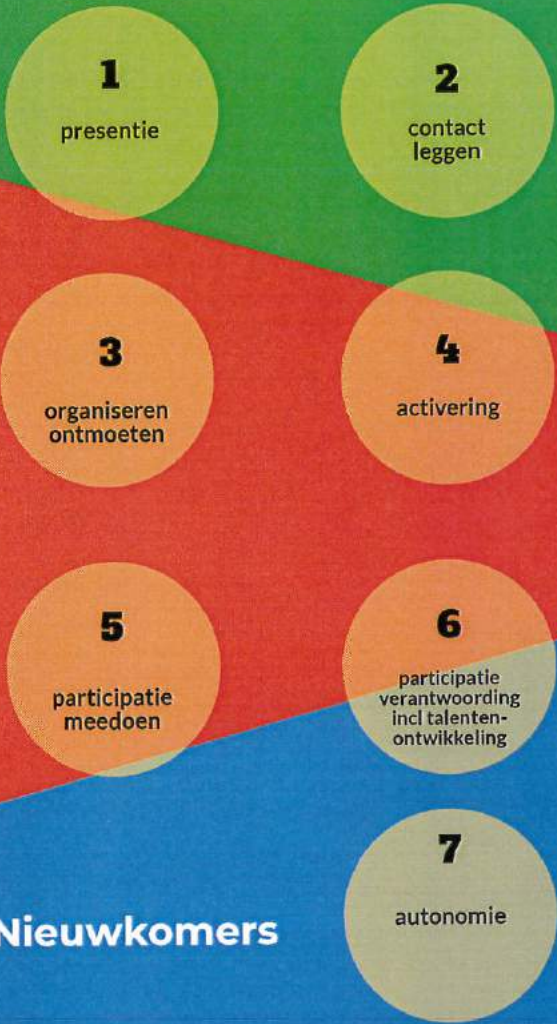 1
presentie
2
contact
leggen
3
organiseren
ontmoeten
4
activering
5
participatie
meedoen
6
participatie
verantwoording
incl talenten-
ontwikkeling
7
autonomie
Nieuwkomers